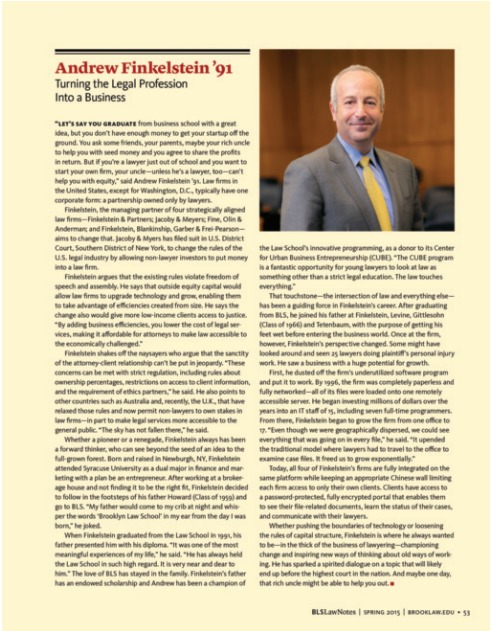 Andrew Finkelstein ’91
Turning the Legal Profession
Into a Business
“LET’S SAY YOU GRADUATE from business school with a great
idea, but you don’t have enough money to get your startup off the
ground. You ask some friends, your parents, maybe your rich uncle
to help you with seed money and you agree to share the profits
in return. But if you’re a lawyer just out of school and you want to
start your own firm, your uncle—unless he’s a lawyer, too—can’t
help you with equity,” said Andrew Finkelstein ’91. Law firms in
the United States, except for Washington, D.C., typically have one
corporate form: a partnership owned only by lawyers.
Finkelstein, the managing partner of four strategically aligned
law firms—Finkelstein & Partners; Jacoby & Meyers; Fine, Olin &
Anderman; and Finkelstein, Blankinship, Garber & Frei-Pearson—
aims to change that. Jacoby & Myers has filed suit in U.S. District
Court, Southern District of New York, to change the rules of the
U.S. legal industry by allowing non-lawyer investors to put money
into a law firm.
Finkelstein argues that the existing rules violate freedom of
speech and assembly. He says that outside equity capital would
allow law firms to upgrade technology and grow, enabling them
to take advantage of efficiencies created from size. He says the
change also would give more low-income clients access to justice.
“By adding business efficiencies, you lower the cost of legal ser-
vices, making it affordable for attorneys to make law accessible to
the economically challenged.”
Finkelstein shakes off the naysayers who argue that the sanctity
of the attorney-client relationship can’t be put in jeopardy. “These
concerns can be met with strict regulation, including rules about
ownership percentages, restrictions on access to client information,
and the requirement of ethics partners,” he said. He also points to
other countries such as Australia and, recently, the U.K., that have
relaxed those rules and now permit non-lawyers to own stakes in
law firms—in part to make legal services more accessible to the
general public. “The sky has not fallen there,” he said.
Whether a pioneer or a renegade, Finkelstein always has been
a forward thinker, who can see beyond the seed of an idea to the
full-grown forest. Born and raised in Newburgh, NY, Finkelstein
attended Syracuse University as a dual major in finance and mar-
keting with a plan be an entrepreneur. After working at a broker-
age house and not finding it to be the right fit, Finkelstein decided
to follow in the footsteps of his father Howard (Class of 1959) and
go to BLS. “My father would come to my crib at night and whis-
per the words ‘Brooklyn Law School’ in my ear from the day I was
born,” he joked.
When Finkelstein graduated from the Law School in 1991, his
father presented him with his diploma. “It was one of the most
meaningful experiences of my life,” he said. “He has always held
the Law School in such high regard. It is very near and dear to
him.” The love of BLS has stayed in the family. Finkelstein’s father
has an endowed scholarship and Andrew has been a champion of
the Law School’s innovative programming, as a donor to its Center
for Urban Business Entrepreneurship (CUBE). “The CUBE program
is a fantastic opportunity for young lawyers to look at law as
something other than a strict legal education. The law touches
everything.”
That touchstone—the intersection of law and everything else—
has been a guiding force in Finkelstein’s career. After graduating
from BLS, he joined his father at Finkelstein, Levine, Gittlesohn
(Class of 1966) and Tetenbaum, with the purpose of getting his
feet wet before entering the business world. Once at the firm,
however, Finkelstein’s perspective changed. Some might have
looked around and seen 25 lawyers doing plaintiff’s personal injury
work. He saw a business with a huge potential for growth.
First, he dusted off the firm’s underutilized software program
and put it to work. By 1996, the firm was completely paperless and
fully networked—all of its files were loaded onto one remotely
accessible server. He began investing millions of dollars over the
years into an IT staff of 15, including seven full-time programmers.
From there, Finkelstein began to grow the firm from one office to
17. “Even though we were geographically dispersed, we could see
everything that was going on in every file,” he said. “It upended
the traditional model where lawyers had to travel to the office to
examine case files. It freed us to grow exponentially.”
Today, all four of Finkelstein’s firms are fully integrated on the
same platform while keeping an appropriate Chinese wall limiting
each firm access to only their own clients. Clients have access to
a password-protected, fully encrypted portal that enables them
to see their file-related documents, learn the status of their cases,
and communicate with their lawyers.
Whether pushing the boundaries of technology or loosening
the rules of capital structure, Finkelstein is where he always wanted
to be—in the thick of the business of lawyering—championing
change and inspiring new ways of thinking about old ways of work-
ing. He has sparked a spirited dialogue on a topic that will likely
end up before the highest court in the nation. And maybe one day,
that rich uncle might be able to help you out.
BLSLawNotes | SPRING 2015 | BROOKLAW.EDU • 53